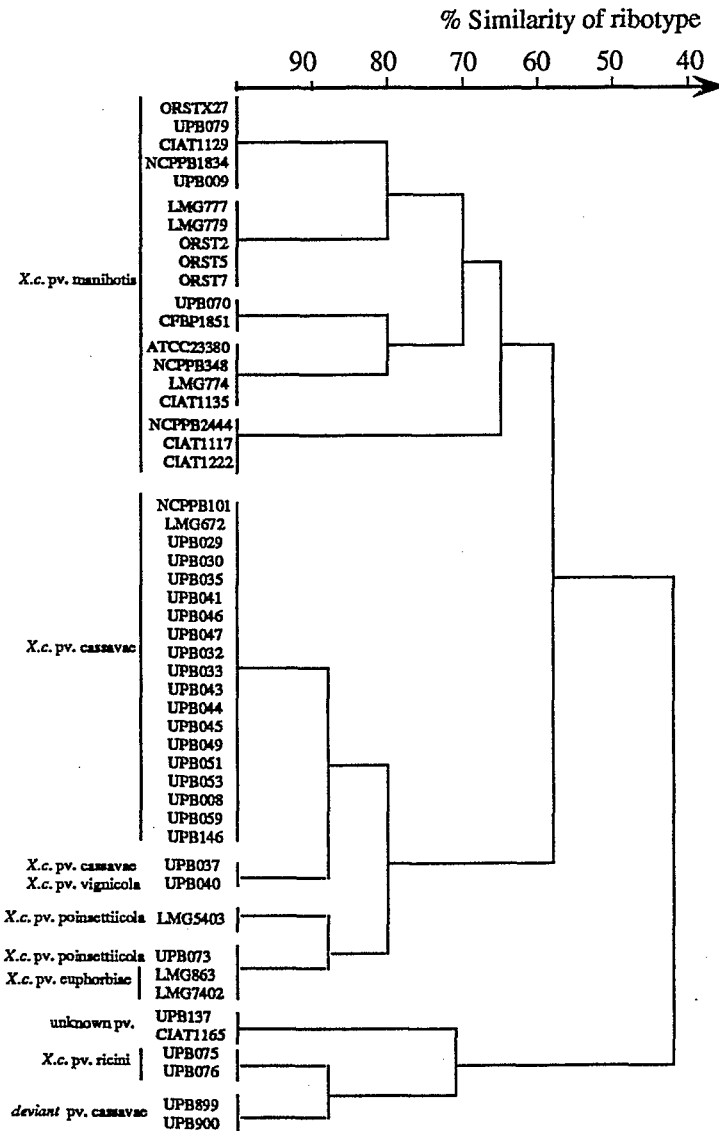 % Similarity of ribotype
90 80 70 60 50 40
ORSTX27
UPB079
CIAT1129
NCPPB1834
UPB009
LMG777
LMG779
ORST2
ORST5
X.c. pv. manihotis ORST7
UPB070
CFBP1851
ATCC23380
NCPPB348
LMG774
CIAT1135
NCPPB2444
CIAT1117
CIAT1222
NCPPB101
LMG672
UPB029
UPB030
UPB035
UPB041
UPB046
UPB047
X.c. pv. cassavae UPB032
UPB033
UPB043
UPB044
UPB045
UPB049
UPB051
UPB053
UPB008
UPB059
UPB146
X.c. pv. cassavae UPB037
X.c. pv. vignicola UPB040
X.c. pv. poinsettiicola LMG5403
X.c. pv. poinsettiicola UPB073
X.c. pv. euphorbiae LMG863
LMG7402
unknown pv. UPB137
CIAT1165
X.c. pv. ricini UPB075
UPB076
deviant pv. cassavae UPB899
UPB900